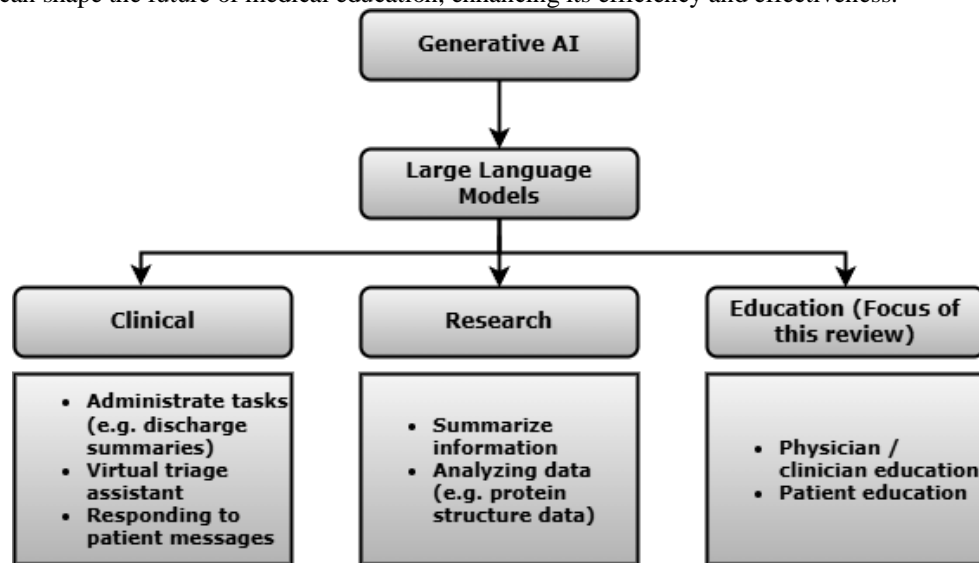 can shape the future of medical education, enhancing its efficiency and effectiveness.
Generative AI
Large Language
Models
Clinical
Research
Education (Focus of
this review)
• Administrate tasks
(e.g. discharge
summaries)
• Virtual triage
assistant
• Responding to
patient messages
• Summarize
information
• Analyzing data
(e.g. protein
structure data)
• Physician /
clinician education
• Patient education